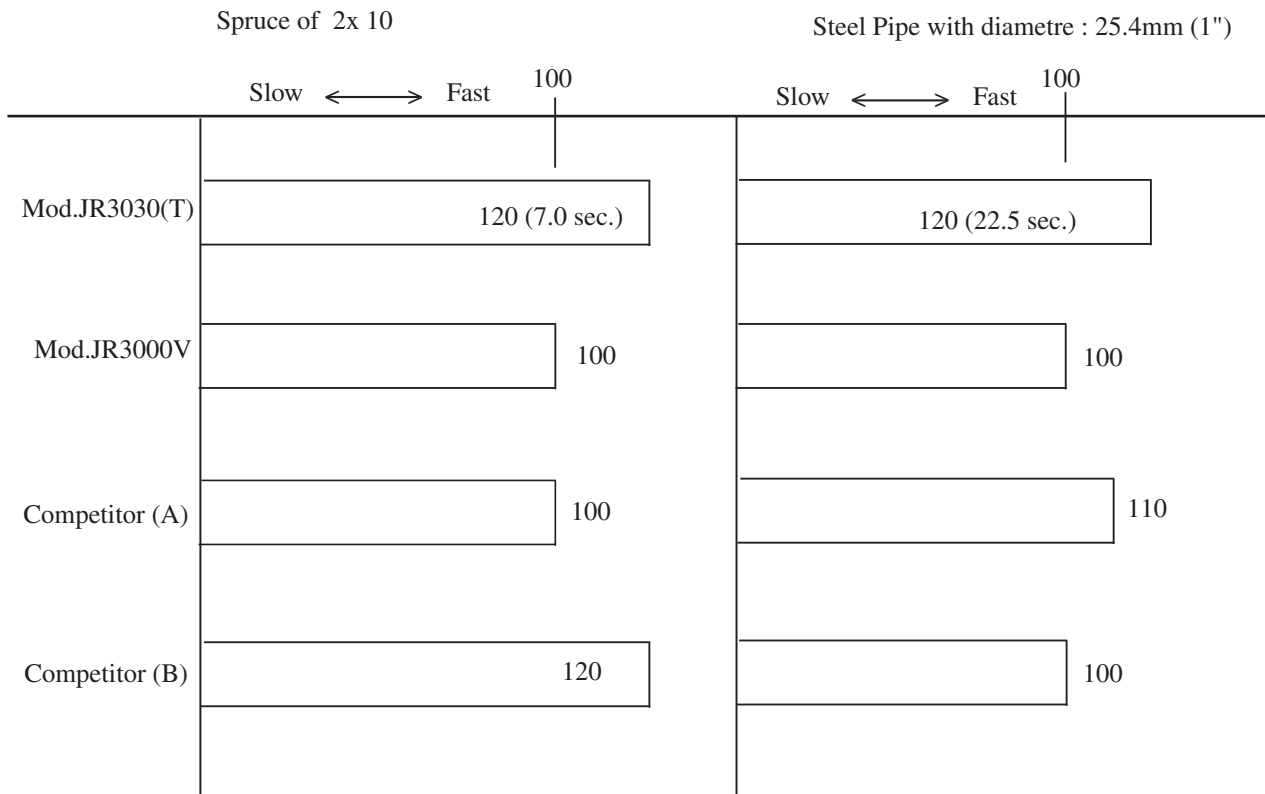 Spruce of 2x 10
Steel Pipe with diametre : 25.4mm (1")
Slow Fast 100
Slow Fast 100
Mod.JR3030(T) 120 (7.0 sec.) 120 (22.5 sec.)
Mod.JR3000V 100 100
Competitor (A) 100 110
Competitor (B) 120 100